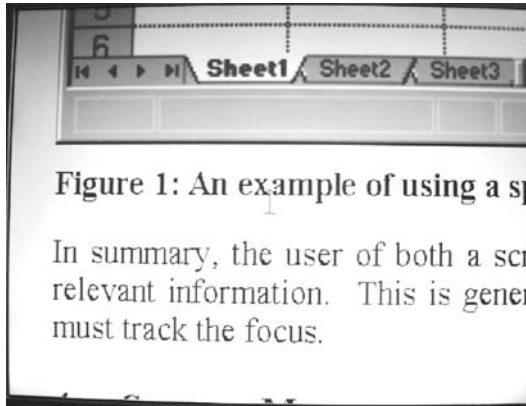 6
Sheet1 Sheet2 Sheet3
Figure 1: An example of using a
In summary, the user of both a
relevant information. This is
must track the focus.